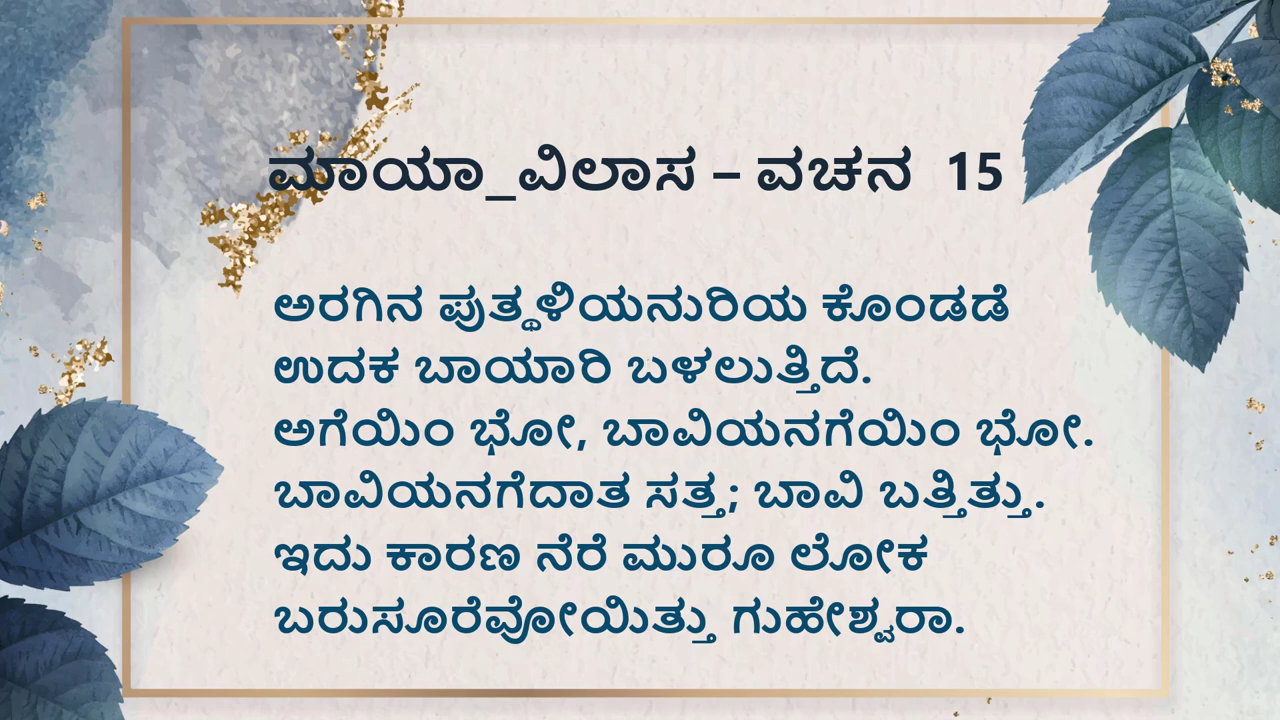 ಮಾಯಾ_ವಿಲಾಸ – ವಚನ 15
ಅರಗಿನ ಪುತ್ಥಳಿಯನುರಿಯ ಕೊಂಡಡೆ
ಉದಕ ಬಾಯಾರಿ ಬಳಲುತ್ತಿದೆ.
ಅಗೆಯಿಂ ಭೋ, ಬಾವಿಯನಗೆಯಿಂ ಭೋ.
ಬಾವಿಯನಗೆದಾತ ಸತ್ತ; ಬಾವಿ ಬತ್ತಿತ್ತು.
ಇದು ಕಾರಣ ನೆರೆ ಮುರೂ ಲೋಕ
ಬರುಸೂರೆವೋಯಿತ್ತು ಗುಹೇಶ್ವರಾ.